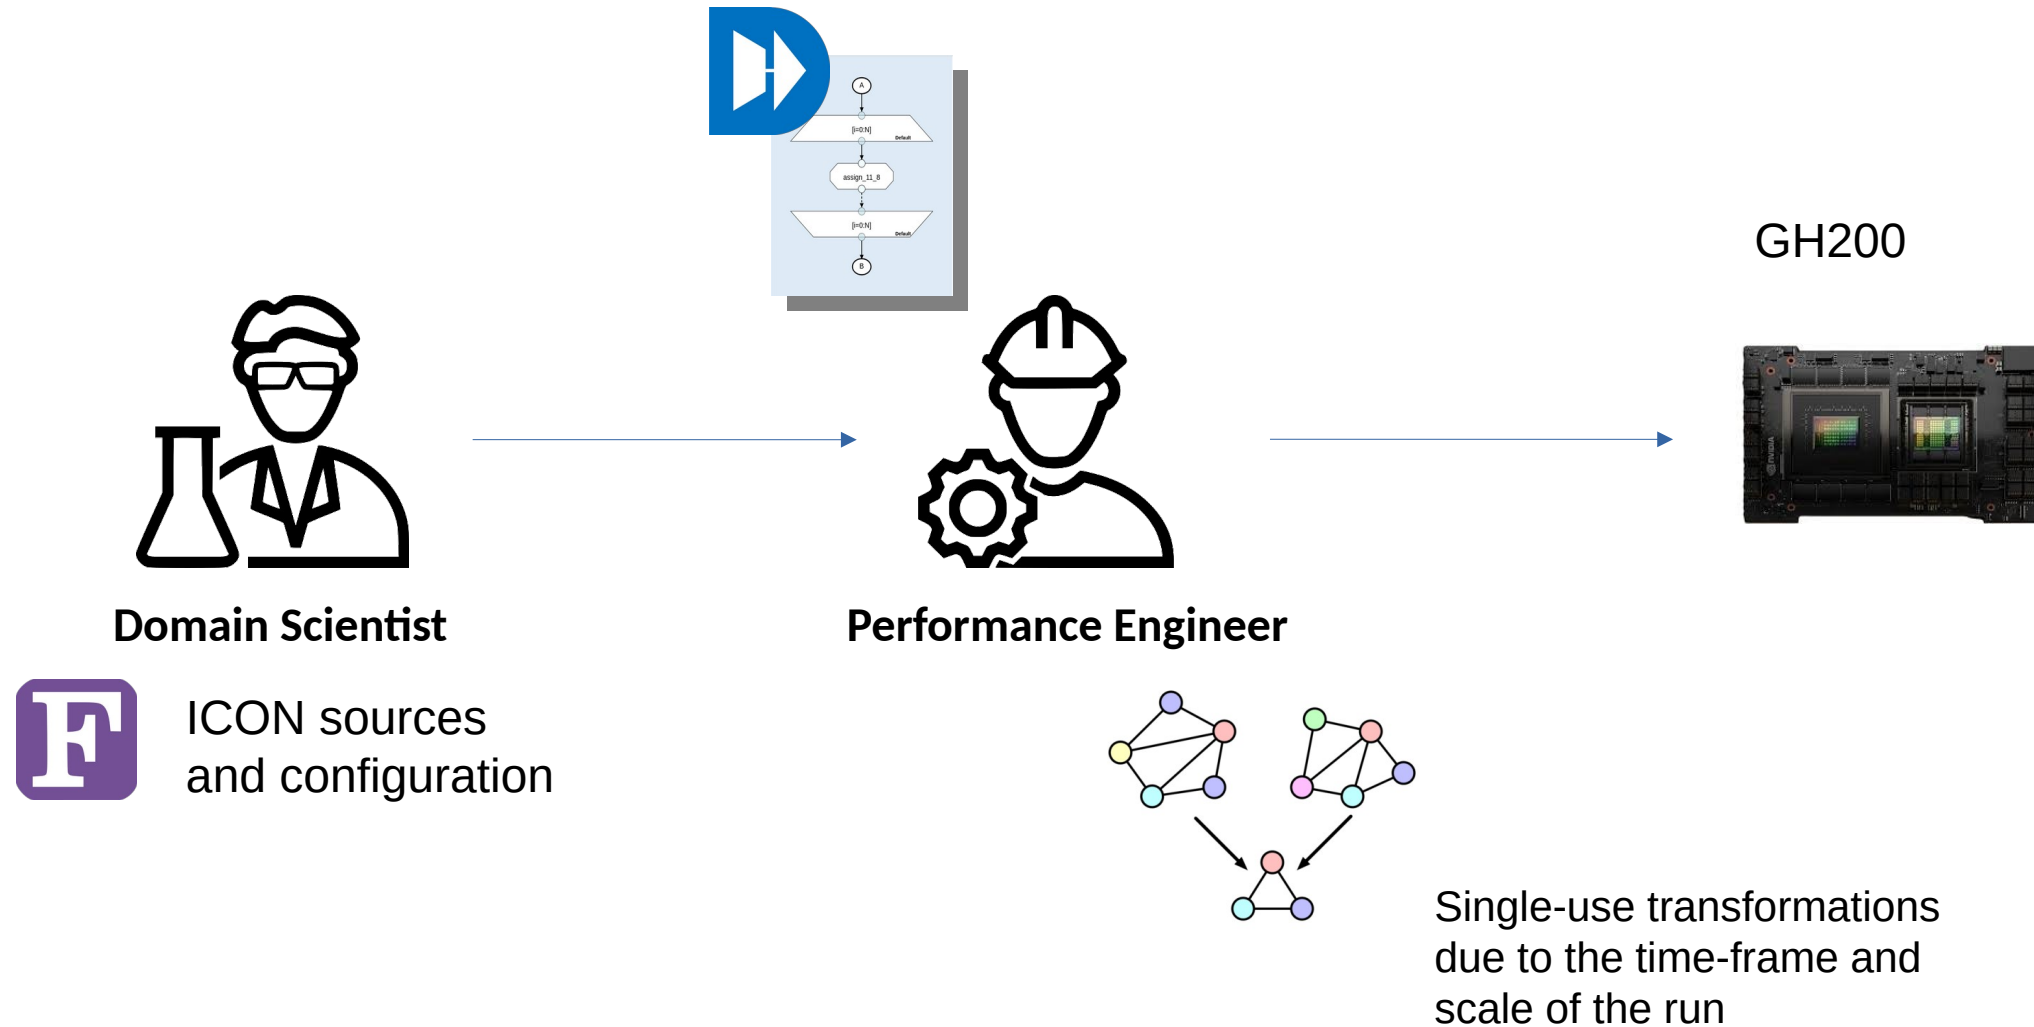 A
[i=0:N]
Default
assign_11_8
[i=0:N]
Default
B
GH200
NVIDIA
Domain Scientist
Performance Engineer
F
ICON sources
and configuration
Single-use transformations
due to the time-frame and
scale of the run